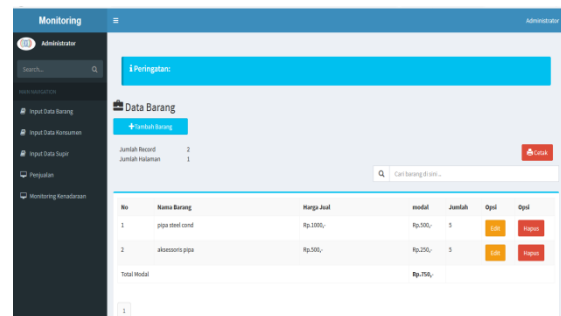 Monitoring
Administrator
Administrator
Search...
MAIN NAVIGATION
Input Data Barang
Input Data Konsumen
Input Data Supir
Penjualan
Monitoring Kendaraan
i Peringatan:
Data Barang
+Tambah Barang
Jumlah Record 2
Jumlah Halaman 1
Cetak
Cari barang di sini...
No Nama Barang Harga Jual modal Jumlah Opsi Opsi
1 pipa steel cond Rp.1000,- Rp.500,- 5 Edit Hapus
2 aksessoris pipa Rp.500,- Rp.250,- 5 Edit Hapus
Total Modal Rp.750,-
1